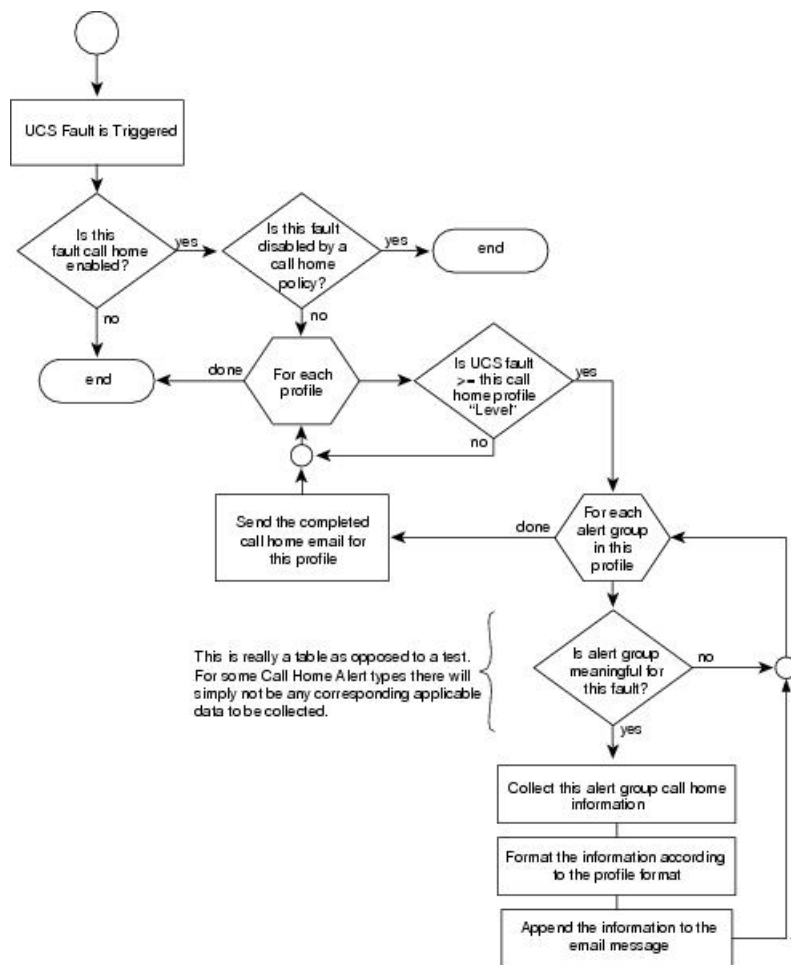 UCS Fault is Triggered
Is this
fault call home
enabled?
yes
Is this fault
disabled by a
call home
policy?
yes
end
no
no
end
done
For each
profile
Is UCS fault
>= this call
home profile
“Level”
yes
no
Send the completed
call home email for
this profile
done
For each
alert group
in this
profile
This is really a table as opposed to a test.
For some Call Home Alert types there will
simply not be any corresponding applicable
data to be collected.
Is alert group
meaningful for
this fault?
no
yes
Collect this alert group call home
information
Format the information according
to the profile format
Append the information to the
email message